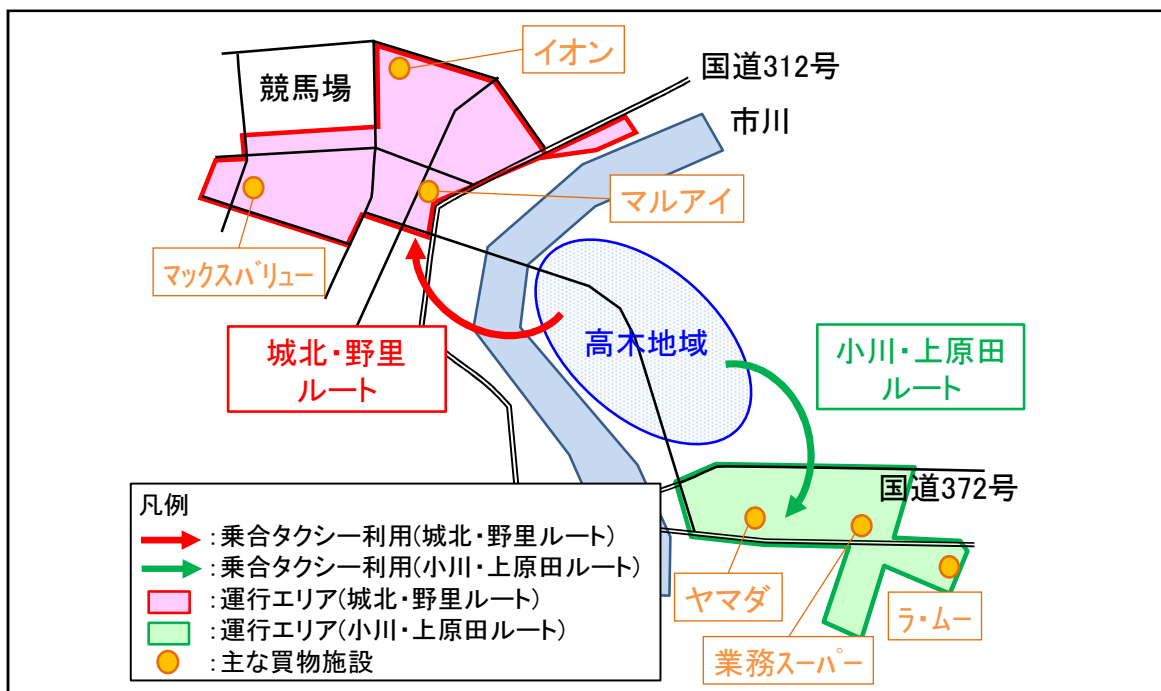 イオン
国道312号
競馬場
市川
マルアイ
マックスバリュー
城北・野里
ルート
高木地域
小川・上原田
ルート
国道372号
凡例
:乗合タクシー利用(城北・野里ルート)
:乗合タクシー利用(小川・上原田ルート)
:運行エリア(城北・野里ルート)
:運行エリア(小川・上原田ルート)
:主な買物施設
ヤマダ
業務スーパー
ラ・ムー